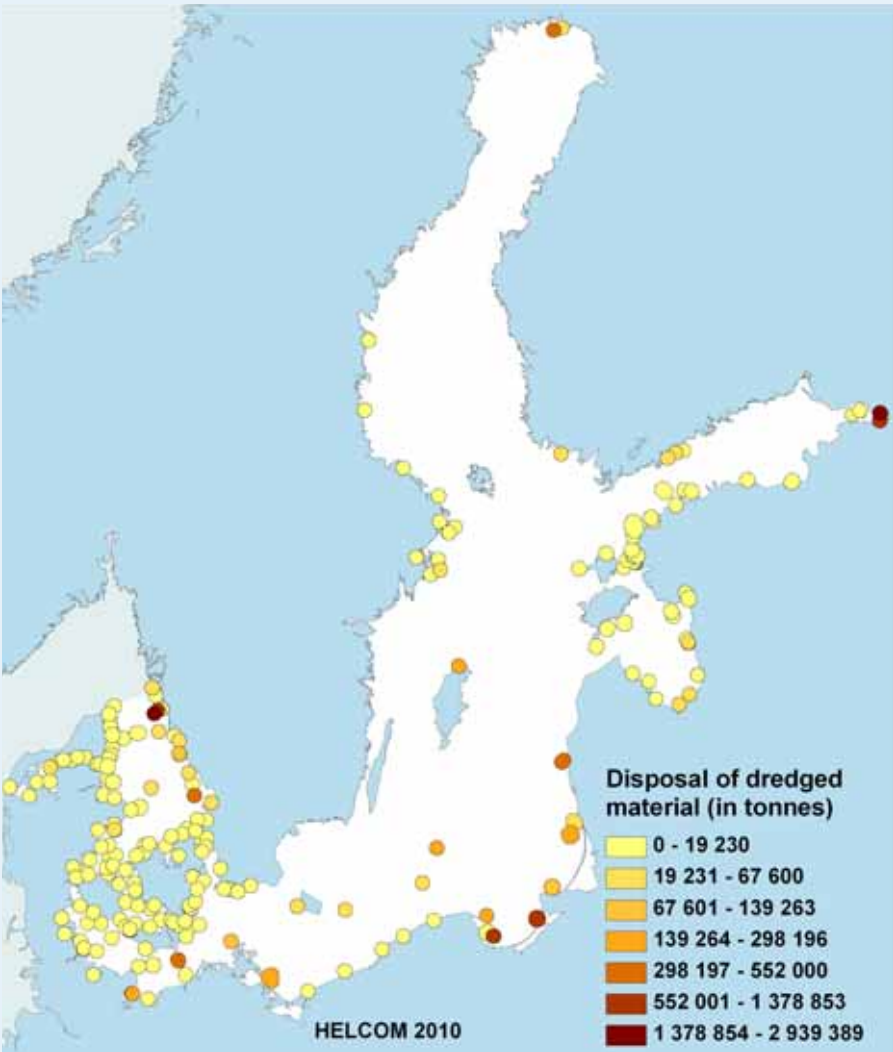 Disposal of dredged
material (in tonnes)
0 - 19 230
19 231 - 67 600
67 601 - 139 263
139 264 - 298 196
298 197 - 552 000
552 001 - 1 378 853
1 378 854 - 2 939 389
HELCOM 2010